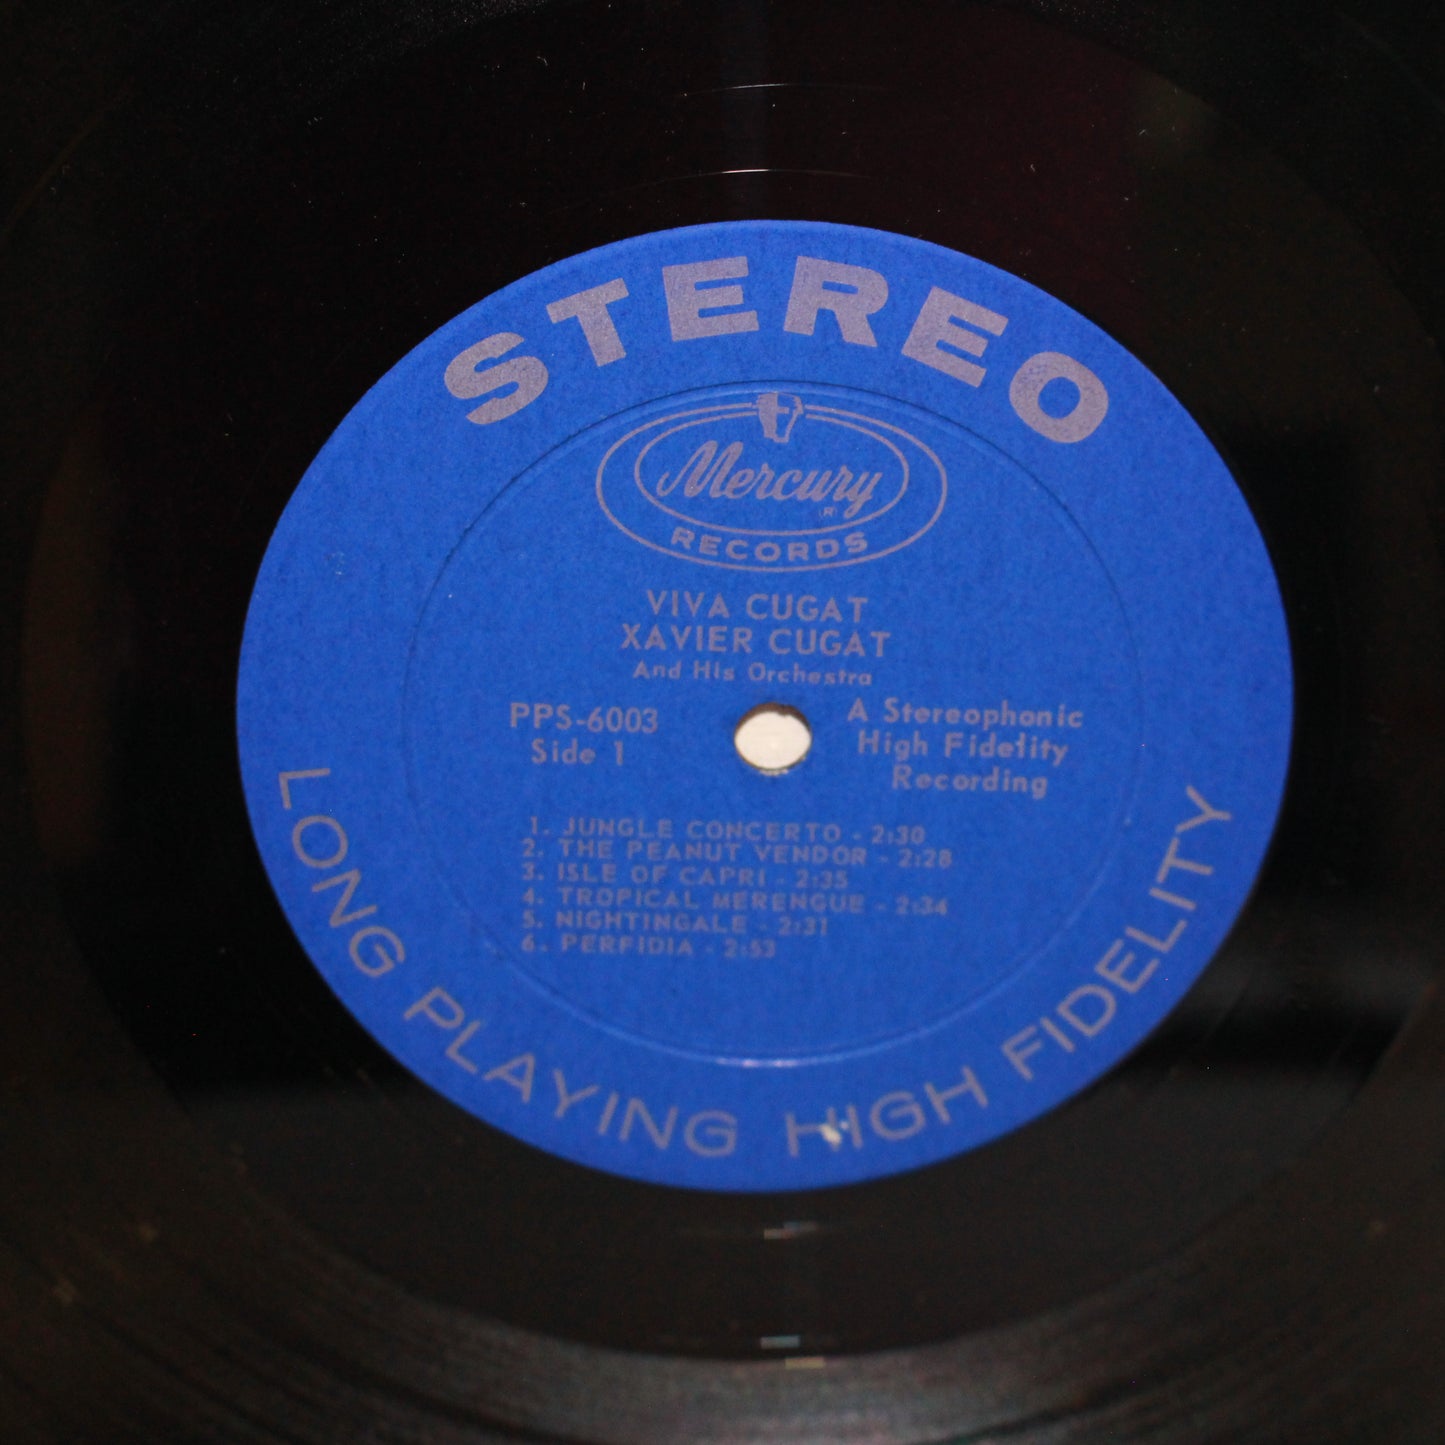 STEREO
Mercury
(R)
RECORDS
VIVA CUGAT
XAVIER CUGAT
And His Orchestra
PPS-6003
Side 1
A Stereophonic
High Fidelity
Recording
1. JUNGLE CONCERTO - 2:30
2. THE PEANUT VENDOR - 2:28
3. ISLE OF CAPRI - 2:35
4. TROPICAL MERENGUE - 2:34
5. NIGHTINGALE - 2:31
6. PERFIDIA - 2:53
LONG PLAYING HIGH FIDELITY